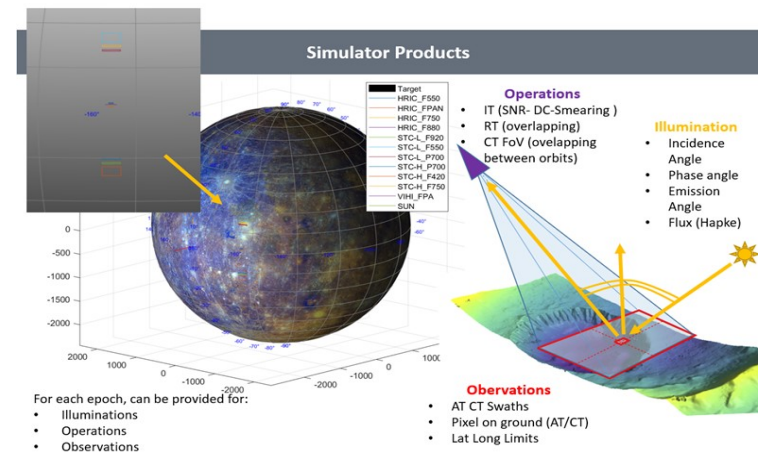 Simulator Products
-160°
-140
Target
HRIC_F550
HRIC_FPAN
HRIC_F750
HRIC_F880
STC-L_F920
STC-L_F550
STC-L_P700
STC-H_P700
STC-H_F420
STC-H_F750
VIHI_FPA
SUN
Operations
• IT (SNR- DC-Smearing )
• RT (overlapping)
• CT FoV (ovelapping
between orbits)
Illumination
• Incidence
Angle
• Phase angle
• Emission
Angle
• Flux (Hapke)
0
-500
-1000
-1500
-2000
2000
1000
0
-1000
-2000
-2000
-1000
0
1000
For each epoch, can be provided for:
• Illuminations
• Operations
• Observations
Obervations
• AT CT Swaths
• Pixel on ground (AT/CT)
• Lat Long Limits